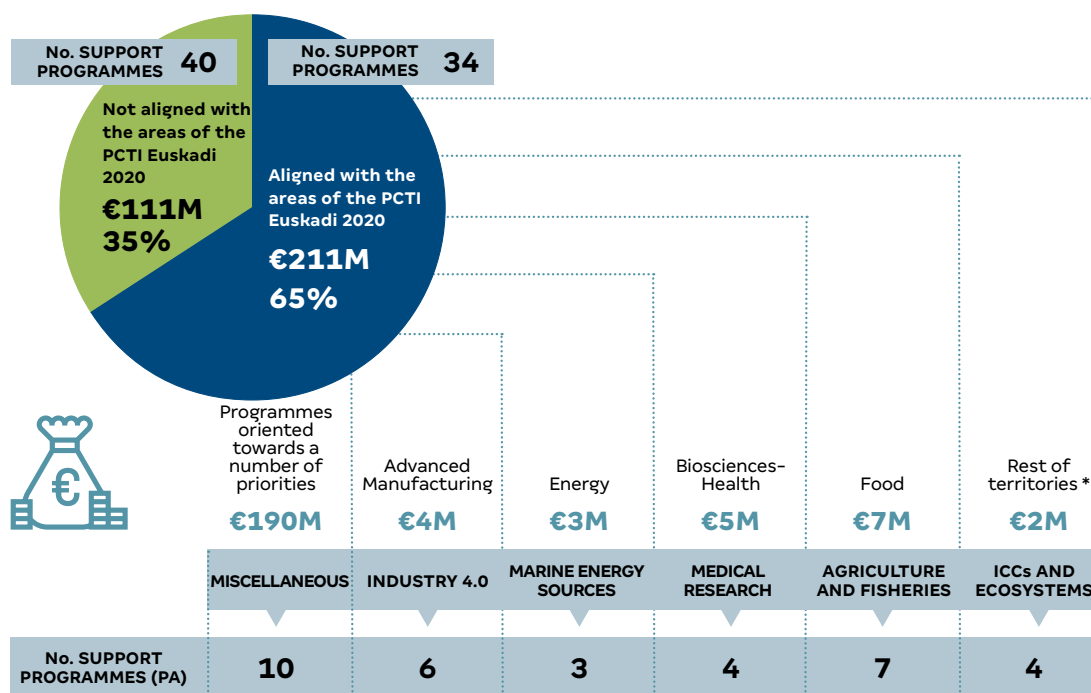 No. SUPPORT
PROGRAMMES 40
No. SUPPORT
PROGRAMMES 34
Not aligned with
the areas of the
PCTI Euskadi
2020
€111M
35%
Aligned with the
areas of the PCTI
Euskadi 2020
€211M
65%
Programmes
oriented
towards a
number of
priorities
€190M
Advanced
Manufacturing
€4M
Energy
€3M
Biosciences-
Health
€5M
Food
€7M
Rest of
territories *
€2M
€
MISCELLANEOUS
INDUSTRY 4.0
MARINE ENERGY
SOURCES
MEDICAL
RESEARCH
AGRICULTURE
AND FISHERIES
ICCs AND
ECOSYSTEMS
No. SUPPORT
PROGRAMMES (PA)
10
6
3
4
7
4